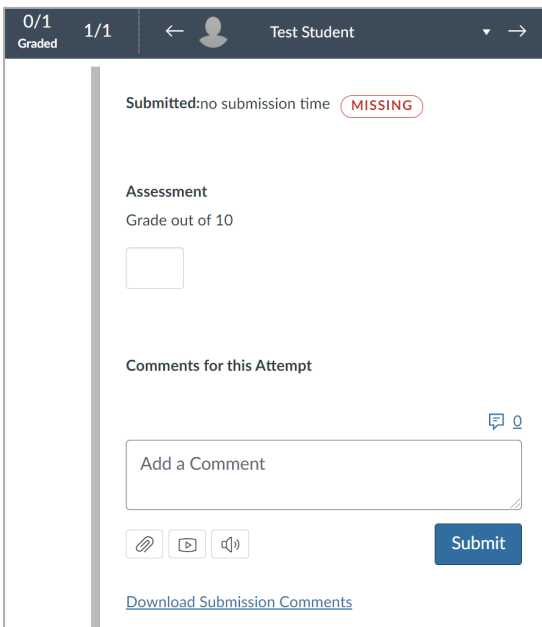 0/1
Graded
1/1
Test Student
Submitted:no submission time
MISSING
Assessment
Grade out of 10
Comments for this Attempt
0
Add a Comment
Submit
Download Submission Comments